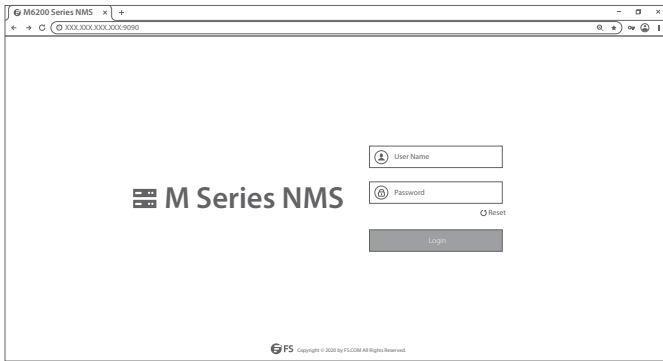 M6200 Series NMS
XXX.XXX.XXX.XXX:9090
M Series NMS
User Name
Password
Reset
Login
FS Copyright © 2020 by FS.COM All Rights Reserved.